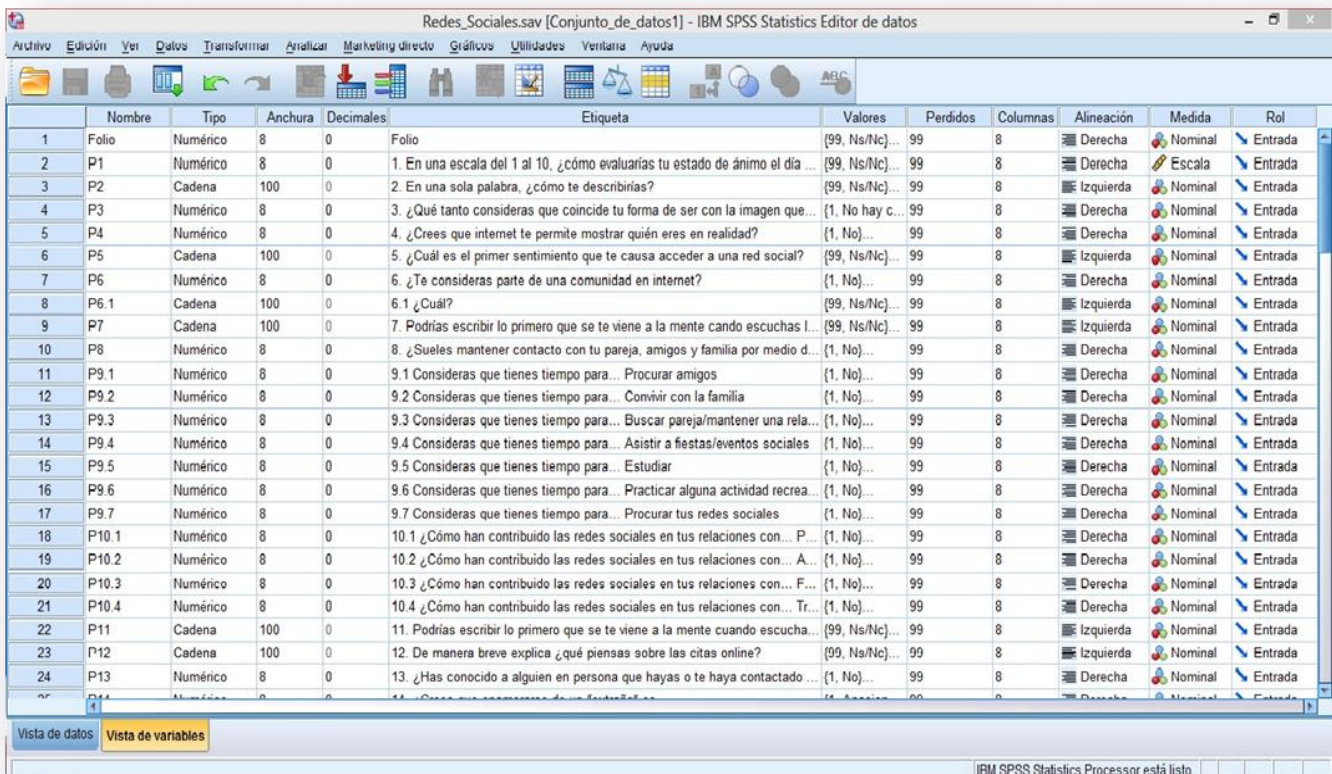 Redes_Sociales.sav [Conjunto_de_datos1] - IBM SPSS Statistics Editor de datos
Archivo Edición Ver Datos Transformar Analizar Marketing directo Gráficos Utilidades Ventana Ayuda
Nombre Tipo Anchura Decimales Etiqueta Valores Perdidos Columnas Alineación Medida Rol
1 Folio Numérico 8 0 Folio {99, Ns/Nc}... 99 8 Derecha Nominal Entrada
2 P1 Numérico 8 0 1. En una escala del 1 al 10, ¿cómo evaluarías tu estado de ánimo el día ... {99, Ns/Nc}... 99 8 Derecha Escala Entrada
3 P2 Cadena 100 0 2. En una sola palabra, ¿cómo te describirías? {99, Ns/Nc}... 99 8 Izquierda Nominal Entrada
4 P3 Numérico 8 0 3. ¿Qué tanto consideras que coincide tu forma de ser con la imagen que... {1, No hay c... 99 8 Derecha Nominal Entrada
5 P4 Numérico 8 0 4. ¿Crees que internet te permite mostrar quién eres en realidad? {1, No}... 99 8 Derecha Nominal Entrada
6 P5 Cadena 100 0 5. ¿Cuál es el primer sentimiento que te causa acceder a una red social? {99, Ns/Nc}... 99 8 Izquierda Nominal Entrada
7 P6 Numérico 8 0 6. ¿Te consideras parte de una comunidad en internet? {1, No}... 99 8 Derecha Nominal Entrada
8 P6.1 Cadena 100 0 6.1 ¿Cuál? {99, Ns/Nc}... 99 8 Izquierda Nominal Entrada
9 P7 Cadena 100 0 7. Podrías escribir lo primero que se te viene a la mente cando escuchas l... {99, Ns/Nc}... 99 8 Izquierda Nominal Entrada
10 P8 Numérico 8 0 8. ¿Sueles mantener contacto con tu pareja, amigos y familia por medio d... {1, No}... 99 8 Derecha Nominal Entrada
11 P9.1 Numérico 8 0 9.1 Consideras que tienes tiempo para... Procurar amigos {1, No}... 99 8 Derecha Nominal Entrada
12 P9.2 Numérico 8 0 9.2 Consideras que tienes tiempo para... Convivir con la familia {1, No}... 99 8 Derecha Nominal Entrada
13 P9.3 Numérico 8 0 9.3 Consideras que tienes tiempo para... Buscar pareja/mantener una rela... {1, No}... 99 8 Derecha Nominal Entrada
14 P9.4 Numérico 8 0 9.4 Consideras que tienes tiempo para... Asistir a fiestas/eventos sociales {1, No}... 99 8 Derecha Nominal Entrada
15 P9.5 Numérico 8 0 9.5 Consideras que tienes tiempo para... Estudiar {1, No}... 99 8 Derecha Nominal Entrada
16 P9.6 Numérico 8 0 9.6 Consideras que tienes tiempo para... Practicar alguna actividad recrea... {1, No}... 99 8 Derecha Nominal Entrada
17 P9.7 Numérico 8 0 9.7 Consideras que tienes tiempo para... Procurar tus redes sociales {1, No}... 99 8 Derecha Nominal Entrada
18 P10.1 Numérico 8 0 10.1 ¿Cómo han contribuido las redes sociales en tus relaciones con... P... {1, No}... 99 8 Derecha Nominal Entrada
19 P10.2 Numérico 8 0 10.2 ¿Cómo han contribuido las redes sociales en tus relaciones con... A... {1, No}... 99 8 Derecha Nominal Entrada
20 P10.3 Numérico 8 0 10.3 ¿Cómo han contribuido las redes sociales en tus relaciones con... F... {1, No}... 99 8 Derecha Nominal Entrada
21 P10.4 Numérico 8 0 10.4 ¿Cómo han contribuido las redes sociales en tus relaciones con... Tr... {1, No}... 99 8 Derecha Nominal Entrada
22 P11 Cadena 100 0 11. Podrías escribir lo primero que se te viene a la mente cuando escucha... {99, Ns/Nc}... 99 8 Izquierda Nominal Entrada
23 P12 Cadena 100 0 12. De manera breve explica ¿qué piensas sobre las citas online? {99, Ns/Nc}... 99 8 Izquierda Nominal Entrada
24 P13 Numérico 8 0 13. ¿Has conocido a alguien en persona que hayas o te haya contactado ... {1, No}... 99 8 Derecha Nominal Entrada
Vista de datos Vista de variables
IBM SPSS Statistics Processor está listo